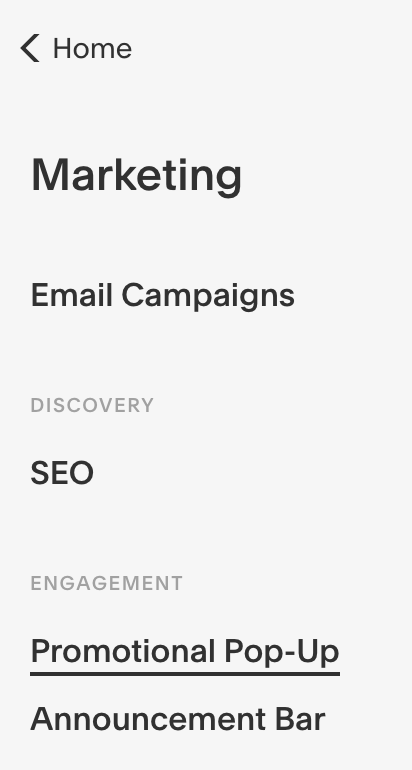 Home
Marketing
Email Campaigns
DISCOVERY
SEO
ENGAGEMENT
Promotional Pop-Up
Announcement Bar